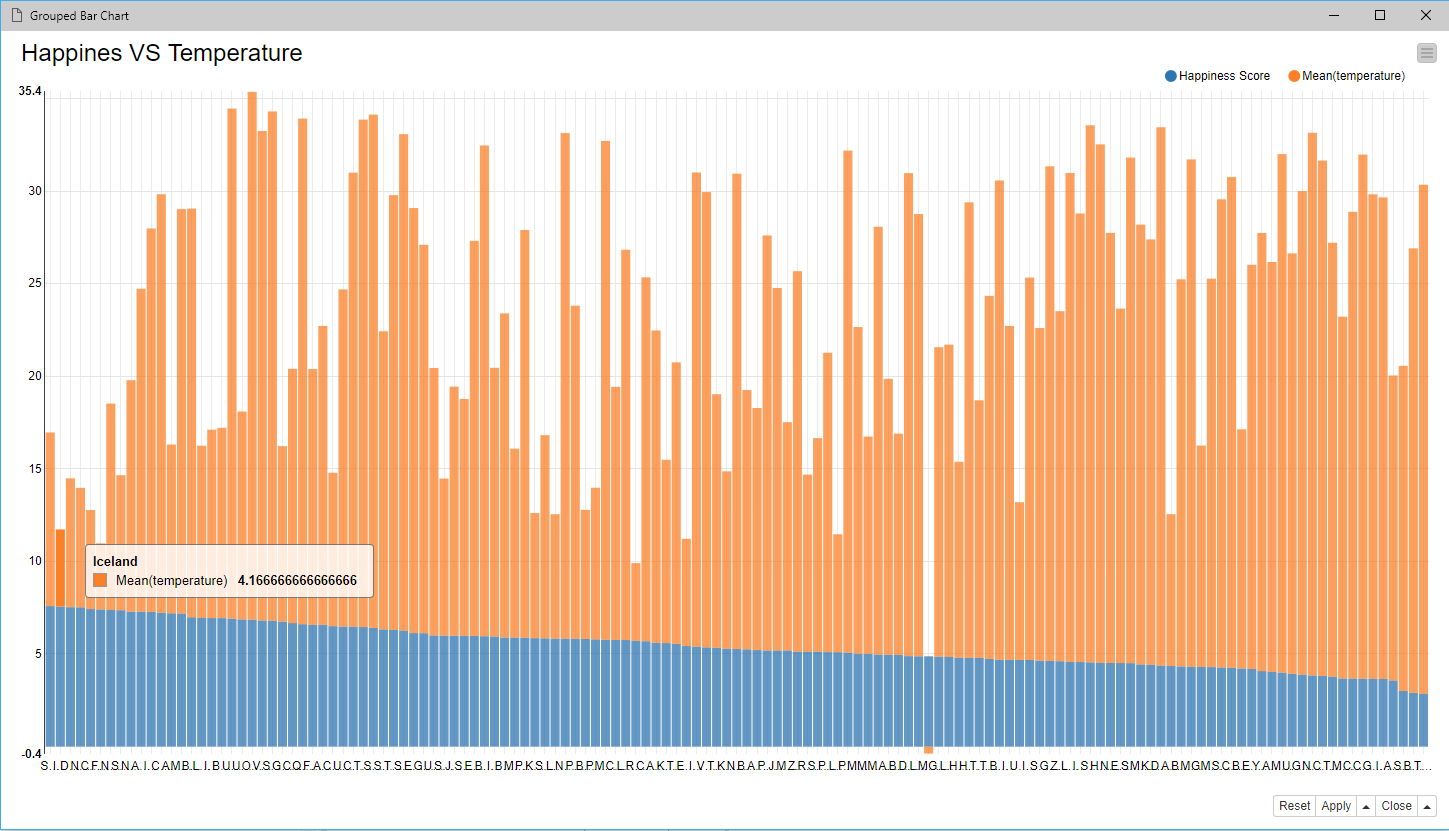 Grouped Bar Chart
Happines VS Temperature
Happiness Score Mean(temperature)
35.4
30
25
20
15
10
5
-0.4
Iceland
Mean(temperature) 4.166666666666666
Reset Apply Close